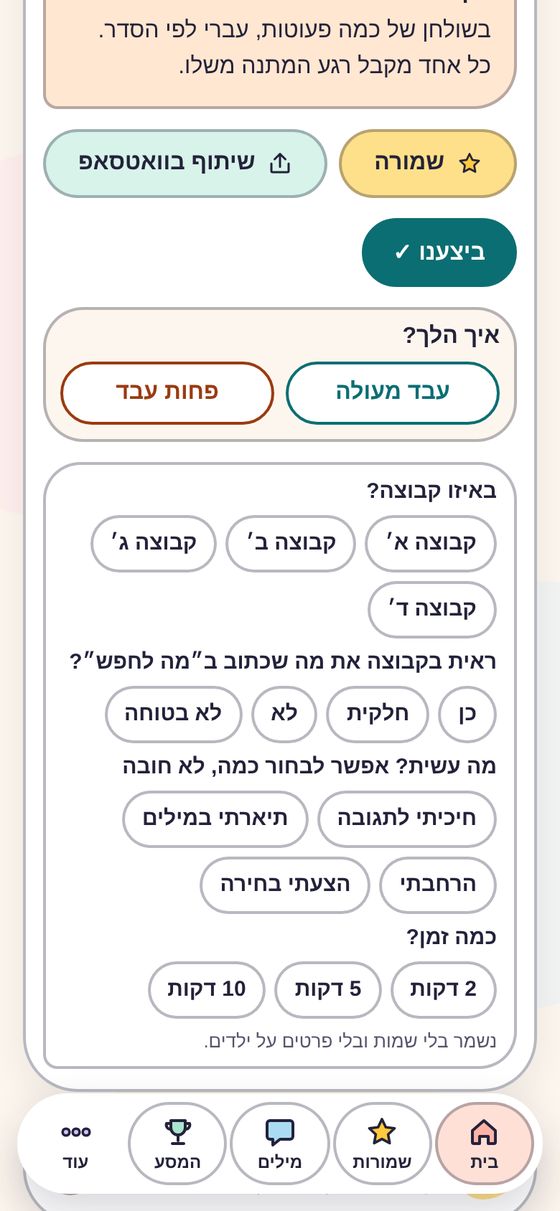 בשולחן של כמה פעוטות, עברי לפי הסדר.
כל אחד מקבל רגע המתנה משלו.
שמורה
שיתוף בוואטסאפ
ביצענו ✓
איך הלך?
עבד מעולה
פחות עבד
באיזו קבוצה?
קבוצה א׳
קבוצה ב׳
קבוצה ג׳
קבוצה ד׳
ראית בקבוצה את מה שכתוב ב״מה לחפש״?
כן
חלקית
לא
לא בטוחה
מה עשית? אפשר לבחור כמה, לא חובה
חיכיתי לתגובה
תיארתי במילים
הרחבתי
הצעתי בחירה
כמה זמן?
2 דקות
5 דקות
10 דקות
נשמר בלי שמות ובלי פרטים על ילדים.
בית
שמורות
מילים
המסע
עוד